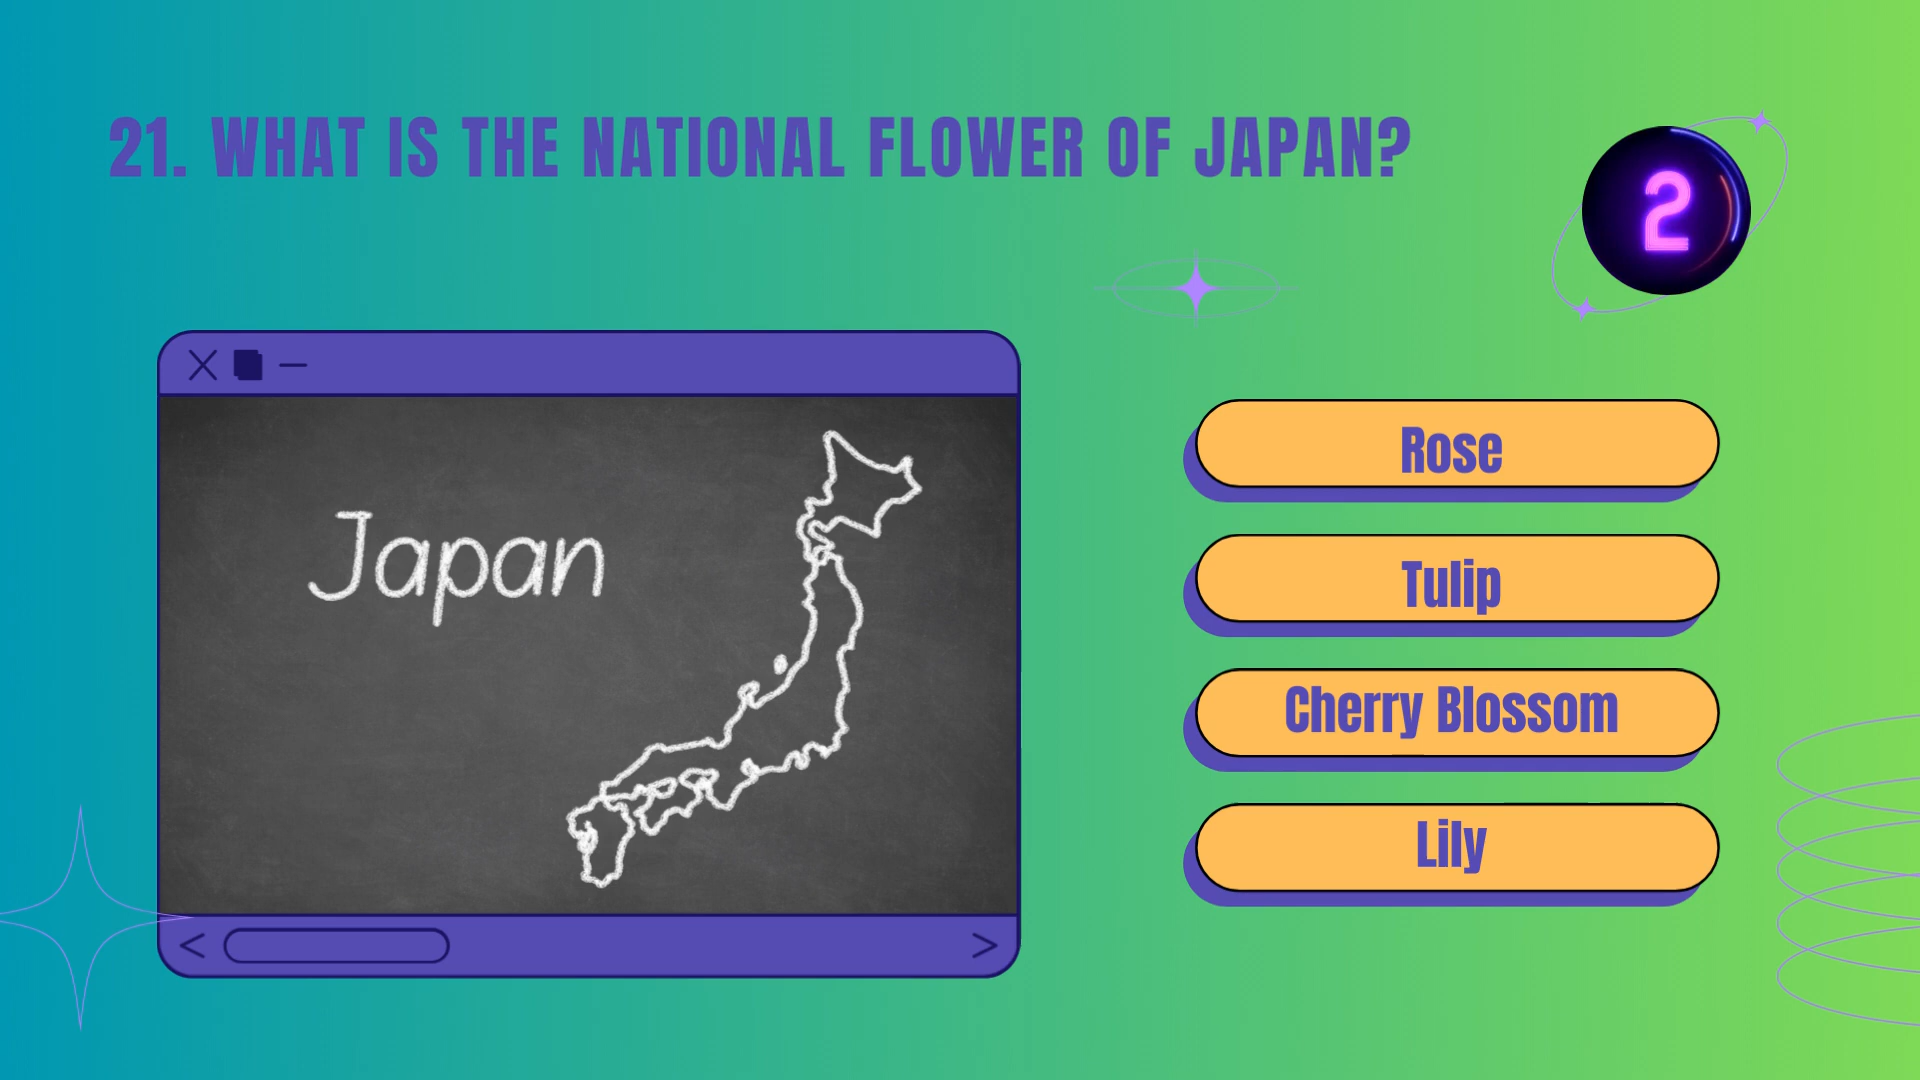 21. WHAT IS THE NATIONAL FLOWER OF JAPAN?
2
Japan
Rose
Tulip
Cherry Blossom
Lily